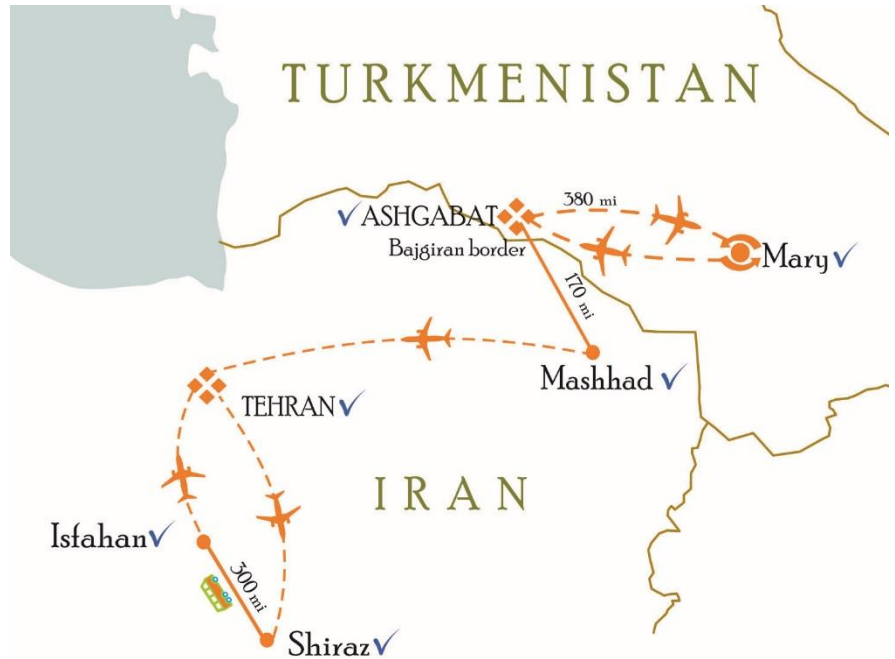 TURKMENISTAN
380 mi
ASHGABAT
Bajgiran border
Mary
170 mi
Mashhad
TEHRAN
IRAN
Isfahan
300 mi
Shiraz